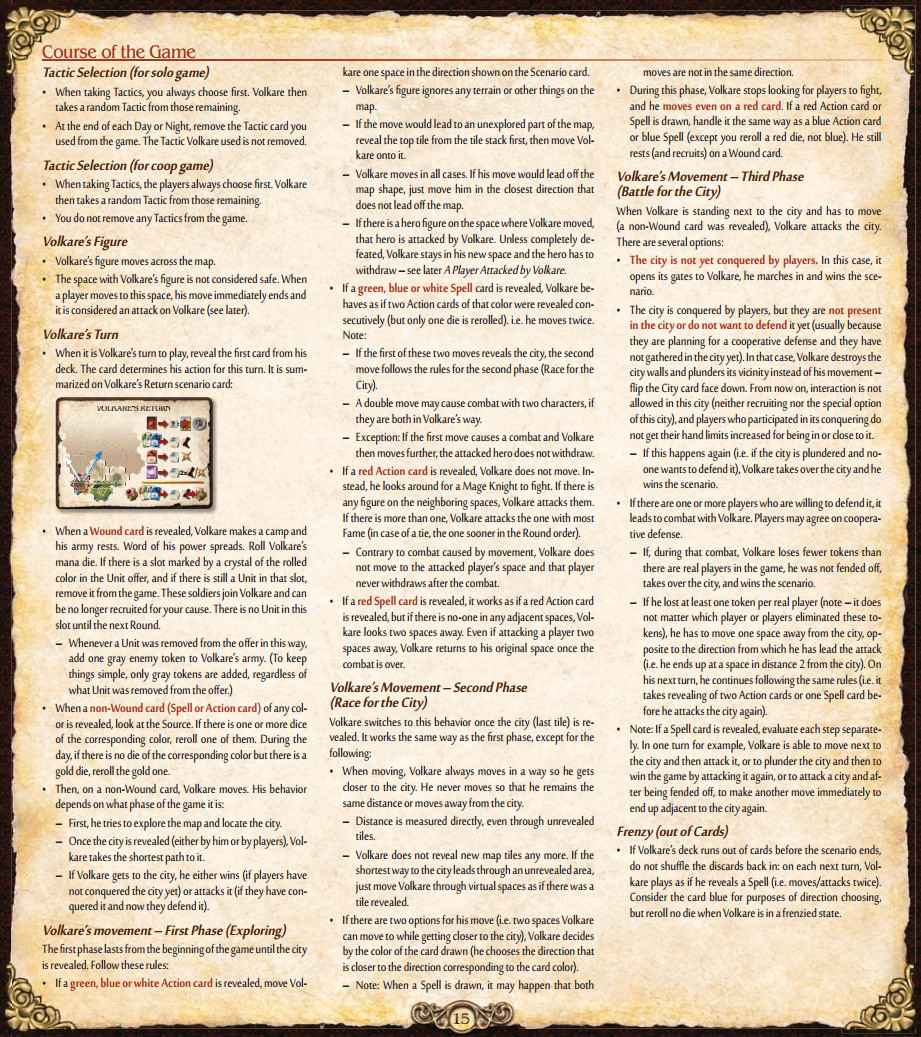 Course of the Game
Tactic Selection (for solo game)
• When taking Tactics, you always choose first. Volkare then
takes a random Tactic from those remaining.
• At the end of each Day or Night, remove the Tactic card you
used from the game. The Tactic Volkare used is not removed.
Tactic Selection (for coop game)
• When taking Tactics, the players always choose first. Volkare
then takes a random Tactic from those remaining.
• You do not remove any Tactics from the game.
Volkare's Figure
• Volkare's figure moves across the map.
• The space with Volkare's figure is not considered safe. When
a player moves to this space, his move immediately ends and
it is considered an attack on Volkare (see later).
Volkare's Turn
• When it is Volkare's turn to play, reveal the first card from his
deck. The card determines his action for this turn. It is sum-
marized on Volkare's Return scenario card:
VOLKARE'S RETURN
• When a Wound card is revealed, Volkare makes a camp and
his army rests. Word of his power spreads. Roll Volkare's
mana die. If there is a slot marked by a crystal of the rolled
color in the Unit offer, and if there is still a Unit in that slot,
remove it from the game. These soldiers join Volkare and can
be no longer recruited for your cause. There is no Unit in this
slot until the next Round.
– Whenever a Unit was removed from the offer in this way,
add one gray enemy token to Volkare's army. (To keep
things simple, only gray tokens are added, regardless of
what Unit was removed from the offer.)
• When a non-Wound card (Spell or Action card) of any col-
or is revealed, look at the Source. If there is one or more dice
of the corresponding color, reroll one of them. During the
day, if there is no die of the corresponding color but there is a
gold die, reroll the gold one.
• Then, on a non-Wound card, Volkare moves. His behavior
depends on what phase of the game it is:
– First, he tries to explore the map and locate the city.
– Once the city is revealed (either by him or by players), Vol-
kare takes the shortest path to it.
– If Volkare gets to the city, he either wins (if players have
not conquered the city yet) or attacks it (if they have con-
quered it and now they defend it).
Volkare's movement – First Phase (Exploring)
The first phase lasts from the beginning of the game until the city
is revealed. Follow these rules:
• If a green, blue or white Action card is revealed, move Vol-
kare one space in the direction shown on the Scenario card.
– Volkare's figure ignores any terrain or other things on the
map.
– If the move would lead to an unexplored part of the map,
reveal the top tile from the tile stack first, then move Vol-
kare onto it.
– Volkare moves in all cases. If his move would lead off the
map shape, just move him in the closest direction that
does not lead off the map.
– If there is a hero figure on the space where Volkare moved,
that hero is attacked by Volkare. Unless completely de-
feated, Volkare stays in his new space and the hero has to
withdraw – see later A Player Attacked by Volkare.
• If a green, blue or white Spell card is revealed, Volkare be-
haves as if two Action cards of that color were revealed con-
secutively (but only one die is rerolled). i.e. he moves twice.
Note:
– If the first of these two moves reveals the city, the second
move follows the rules for the second phase (Race for the
City).
– A double move may cause combat with two characters, if
they are both in Volkare's way.
– Exception: If the first move causes a combat and Volkare
then moves further, the attacked hero does not withdraw.
• If a red Action card is revealed, Volkare does not move. In-
stead, he looks around for a Mage Knight to fight. If there is
any figure on the neighboring spaces, Volkare attacks them.
If there is more than one, Volkare attacks the one with most
Fame (in case of a tie, the one sooner in the Round order).
– Contrary to combat caused by movement, Volkare does
not move to the attacked player's space and that player
never withdraws after the combat.
• If a red Spell card is revealed, it works as if a red Action card
is revealed, but if there is no-one in any adjacent spaces, Vol-
kare looks two spaces away. Even if attacking a player two
spaces away, Volkare returns to his original space once the
combat is over.
Volkare's Movement – Second Phase
(Race for the City)
Volkare switches to this behavior once the city (last tile) is re-
vealed. It works the same way as the first phase, except for the
following:
• When moving, Volkare always moves in a way so he gets
closer to the city. He never moves so that he remains the
same distance or moves away from the city.
– Distance is measured directly, even through unrevealed
tiles.
– Volkare does not reveal new map tiles any more. If the
shortest way to the city leads through an unrevealed area,
just move Volkare through virtual spaces as if there was a
tile revealed.
• If there are two options for his move (i.e. two spaces Volkare
can move to while getting closer to the city), Volkare decides
by the color of the card drawn (he chooses the direction that
is closer to the direction corresponding to the card color).
– Note: When a Spell is drawn, it may happen that both
moves are not in the same direction.
• During this phase, Volkare stops looking for players to fight,
and he moves even on a red card. If a red Action card or
Spell is drawn, handle it the same way as a blue Action card
or blue Spell (except you reroll a red die, not blue). He still
rests (and recruits) on a Wound card.
Volkare's Movement – Third Phase
(Battle for the City)
When Volkare is standing next to the city and has to move
(a non-Wound card was revealed), Volkare attacks the city.
There are several options:
• The city is not yet conquered by players. In this case, it
opens its gates to Volkare, he marches in and wins the sce-
nario.
• The city is conquered by players, but they are not present
in the city or do not want to defend it yet (usually because
they are planning for a cooperative defense and they have
not gathered in the city yet). In that case, Volkare destroys the
city walls and plunders its vicinity instead of his movement –
flip the City card face down. From now on, interaction is not
allowed in this city (neither recruiting nor the special option
of this city), and players who participated in its conquering do
not get their hand limits increased for being in or close to it.
– If this happens again (i.e. if the city is plundered and no-
one wants to defend it), Volkare takes over the city and he
wins the scenario.
• If there are one or more players who are willing to defend it, it
leads to combat with Volkare. Players may agree on coopera-
tive defense.
– If, during that combat, Volkare loses fewer tokens than
there are real players in the game, he was not fended off,
takes over the city, and wins the scenario.
– If he lost at least one token per real player (note – it does
not matter which player or players eliminated these to-
kens), he has to move one space away from the city, op-
posite to the direction from which he has lead the attack
(i.e. he ends up at a space in distance 2 from the city). On
his next turn, he continues following the same rules (i.e. it
takes revealing of two Action cards or one Spell card be-
fore he attacks the city again).
• Note: If a Spell card is revealed, evaluate each step separate-
ly. In one turn for example, Volkare is able to move next to
the city and then attack it, or to plunder the city and then to
win the game by attacking it again, or to attack a city and af-
ter being fended off, to make another move immediately to
end up adjacent to the city again.
Frenzy (out of Cards)
• If Volkare's deck runs out of cards before the scenario ends,
do not shuffle the discards back in: on each next turn, Vol-
kare plays as if he reveals a Spell (i.e. moves/attacks twice).
Consider the card blue for purposes of direction choosing,
but reroll no die when Volkare is in a frenzied state.
15